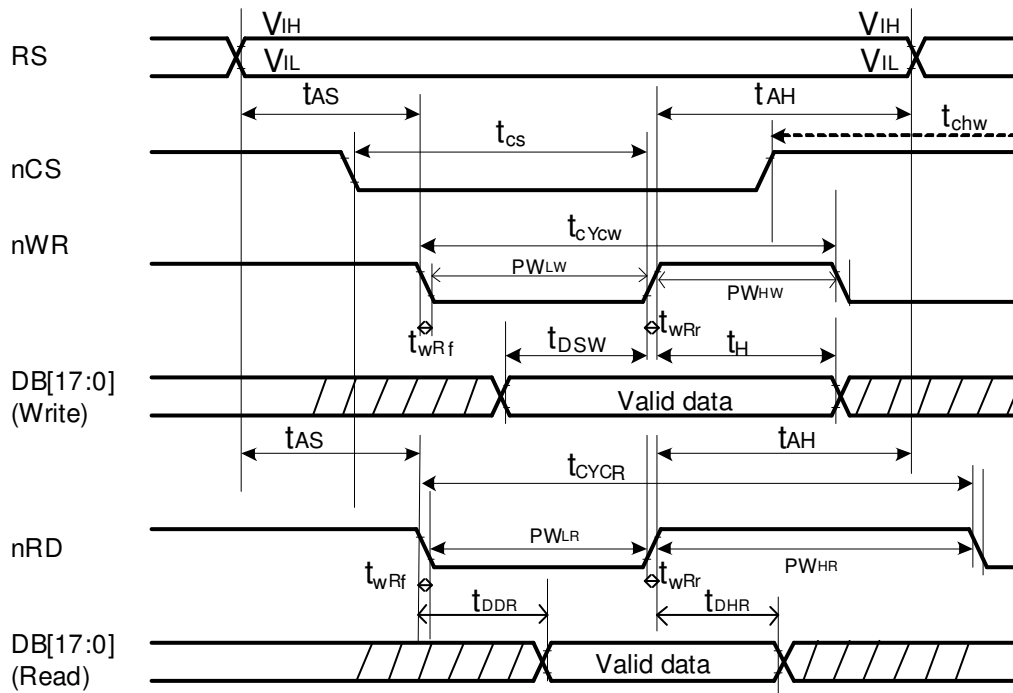 RS
VIH
VIH
VIL
VIL
tAS
tAH
tchw
nCS
tcs
nWR
tcYcw
PWLW
PWHW
twRf
tDSW
twRr
tH
DB[17:0]
(Write)
Valid data
tAS
tAH
tCYCR
nRD
PWLR
PWHR
twRf
twRr
tDDR
tDHR
DB[17:0]
(Read)
Valid data